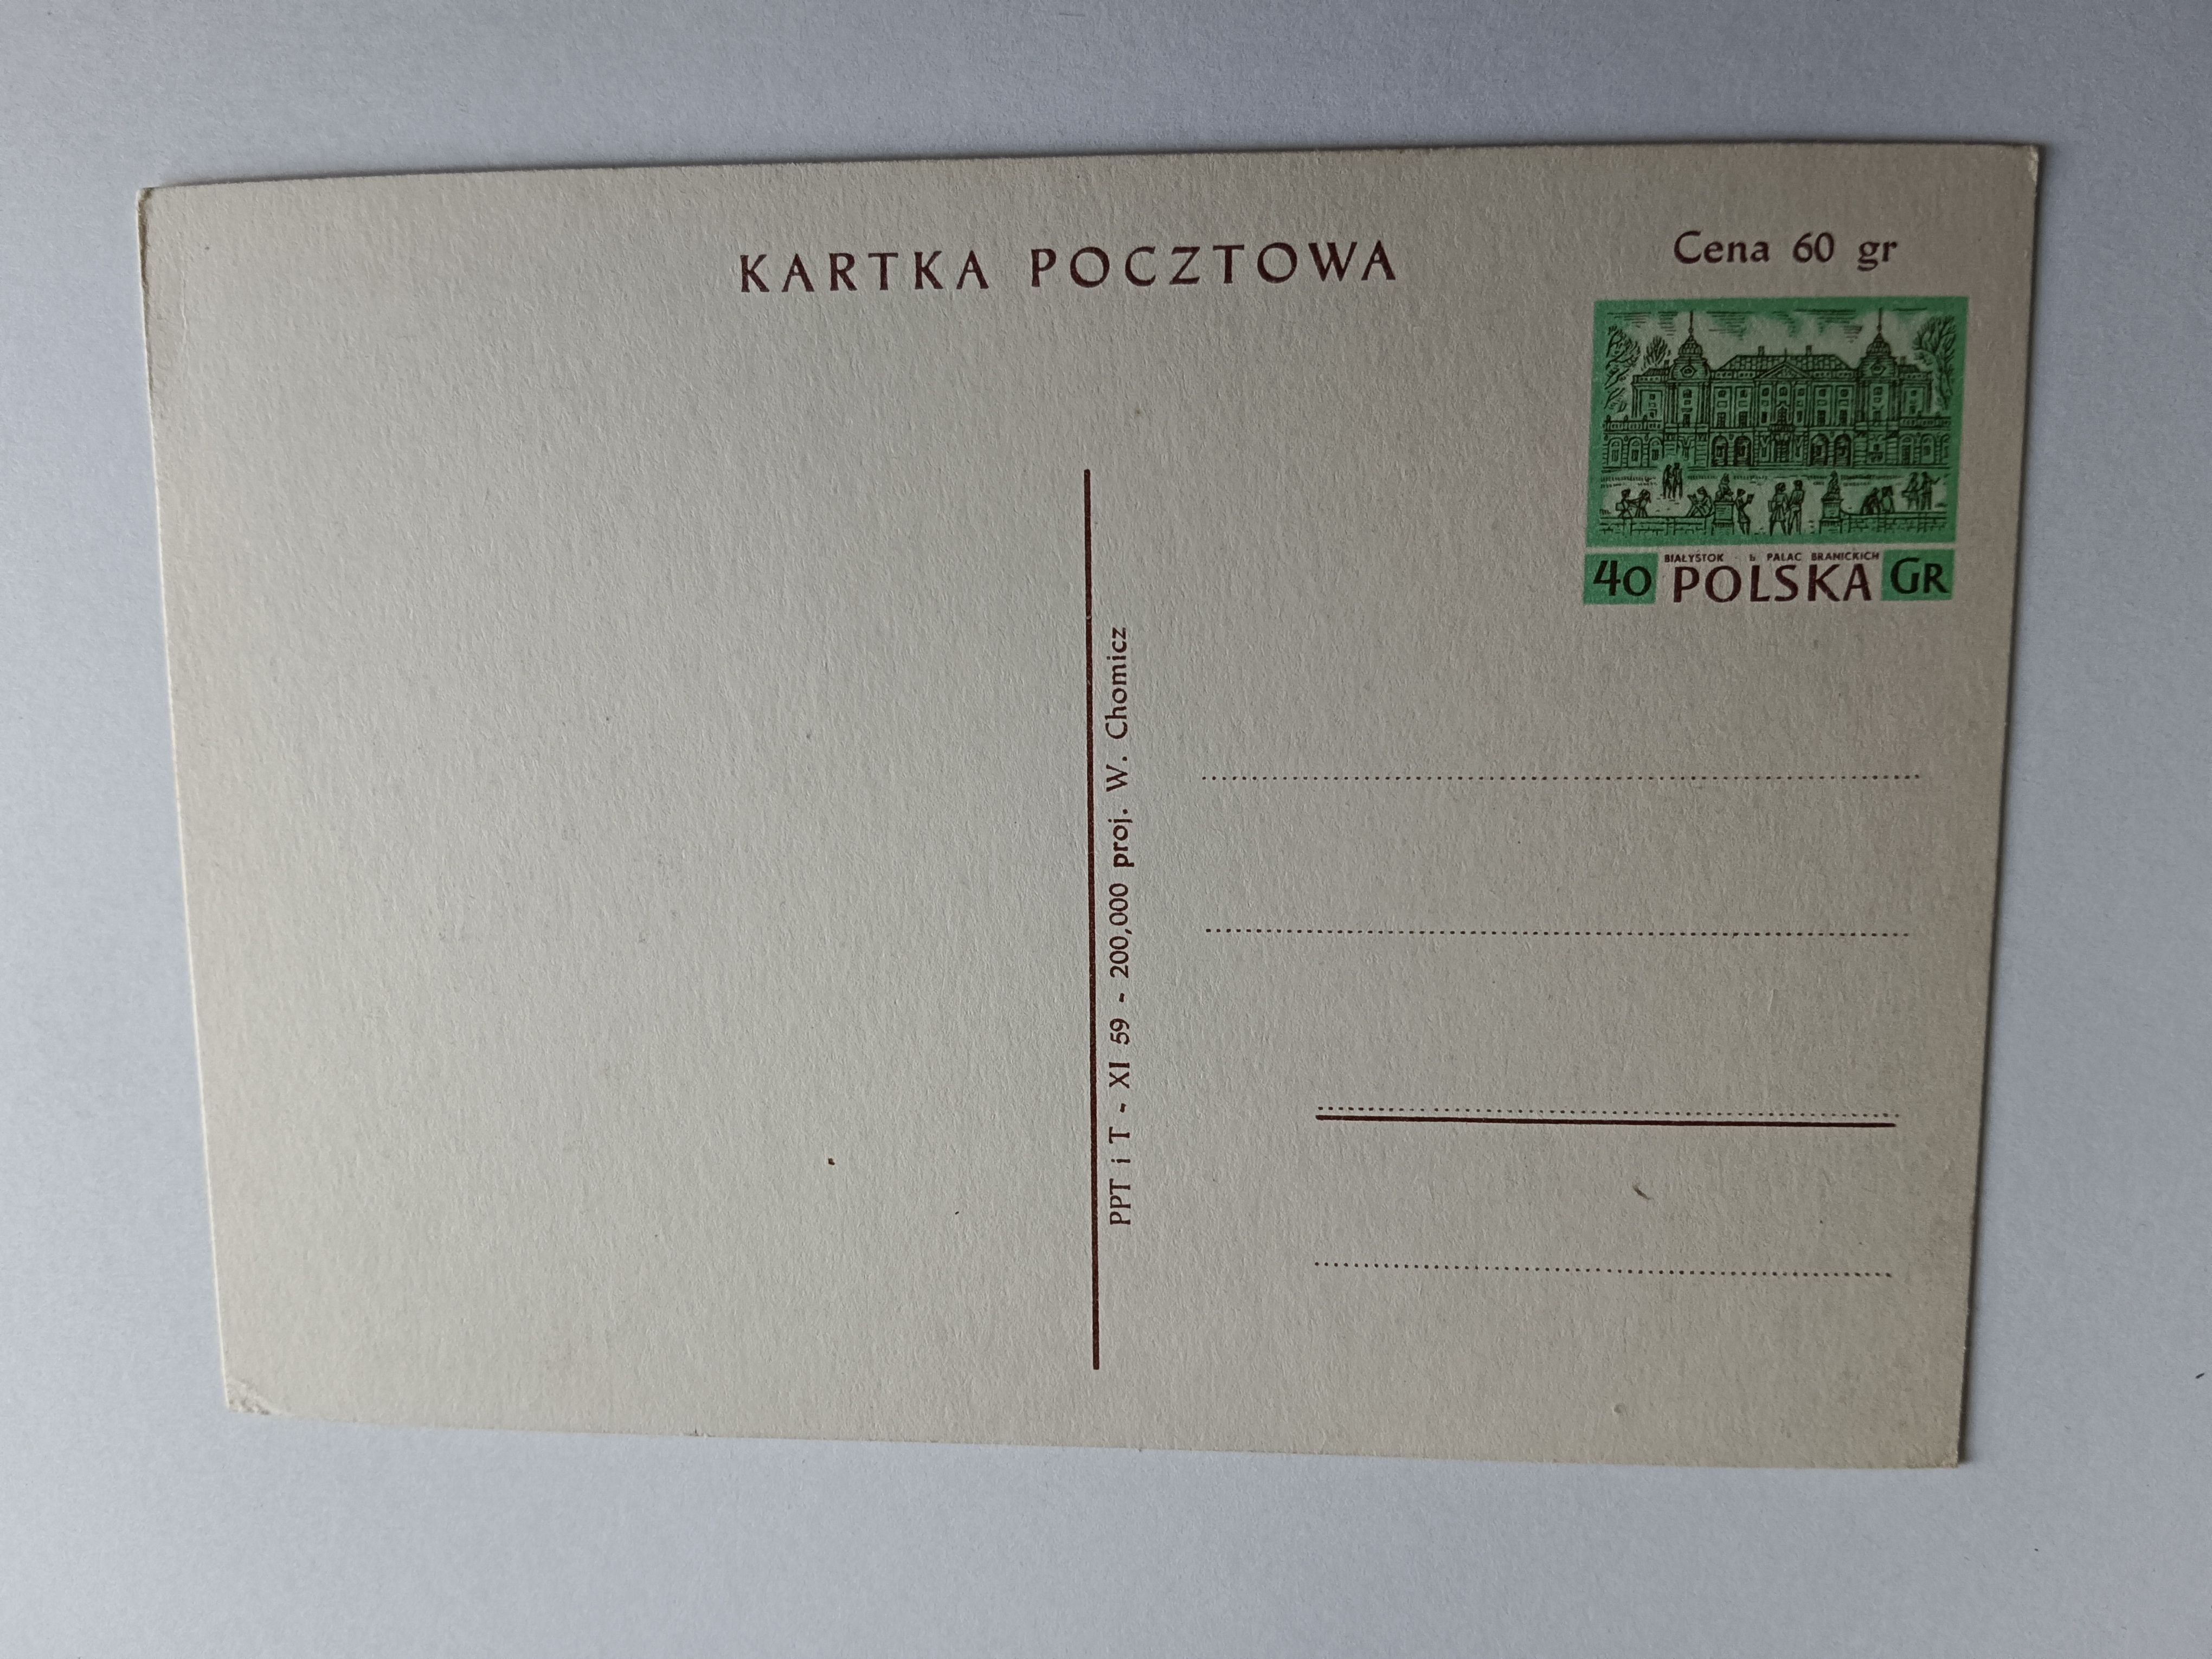 KARTKA POCZTOWA
Cena 60 gr
BIAŁYSTOK b. PAŁAC BRANICKICH
40 POLSKA GR
PPT i T - XI 59 - 200,000 proj. W. Chomicz